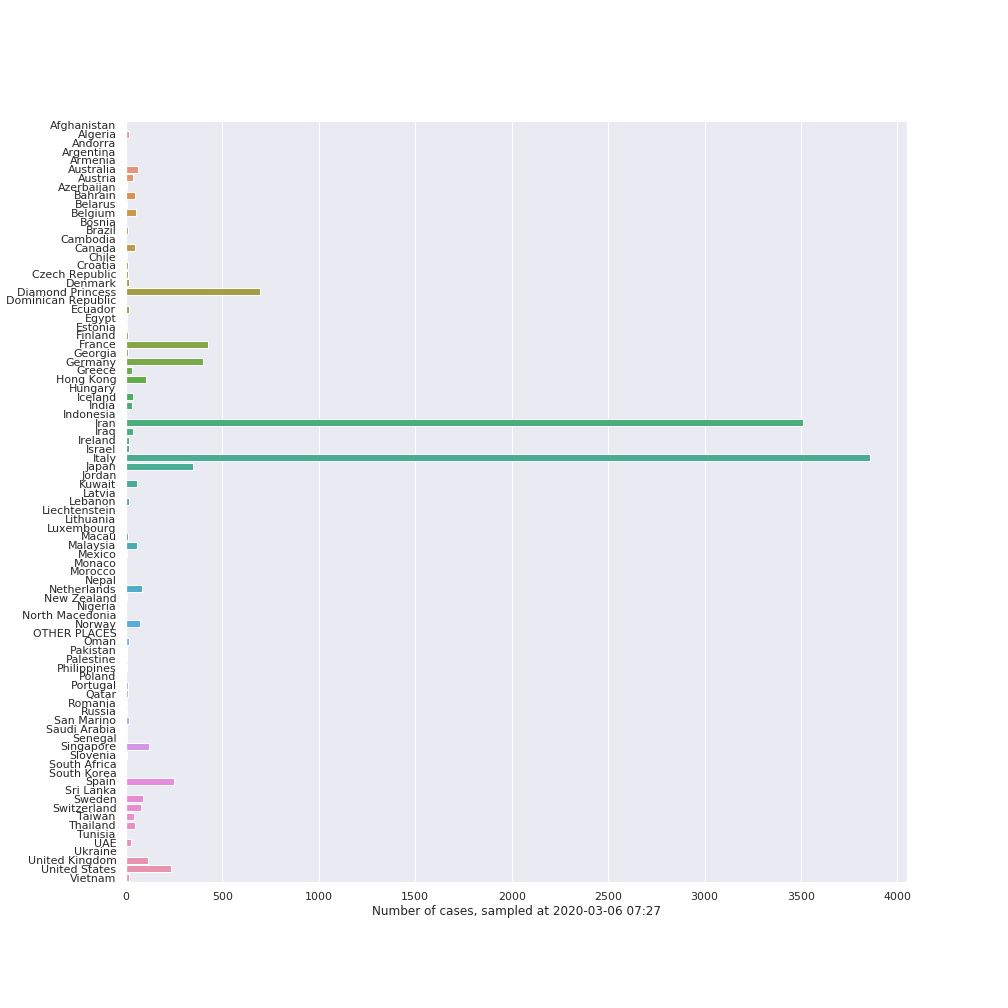 Afghanistan
Algeria
Andorra
Argentina
Armenia
Australia
Austria
Azerbaijan
Bahrain
Belarus
Belgium
Bosnia
Brazil
Cambodia
Canada
Chile
Croatia
Czech Republic
Denmark
Diamond Princess
Dominican Republic
Ecuador
Egypt
Estonia
Finland
France
Georgia
Germany
Greece
Hong Kong
Hungary
Iceland
India
Indonesia
Iran
Iraq
Ireland
Israel
Italy
Japan
Jordan
Kuwait
Latvia
Lebanon
Liechtenstein
Lithuania
Luxembourg
Macau
Malaysia
Mexico
Monaco
Morocco
Nepal
Netherlands
New Zealand
Nigeria
North Macedonia
Norway
OTHER PLACES
Oman
Pakistan
Palestine
Philippines
Poland
Portugal
Qatar
Romania
Russia
San Marino
Saudi Arabia
Senegal
Singapore
Slovenia
South Africa
South Korea
Spain
Sri Lanka
Sweden
Switzerland
Taiwan
Thailand
Tunisia
UAE
Ukraine
United Kingdom
United States
Vietnam
0 500 1000 1500 2000 2500 3000 3500 4000
Number of cases, sampled at 2020-03-06 07:27